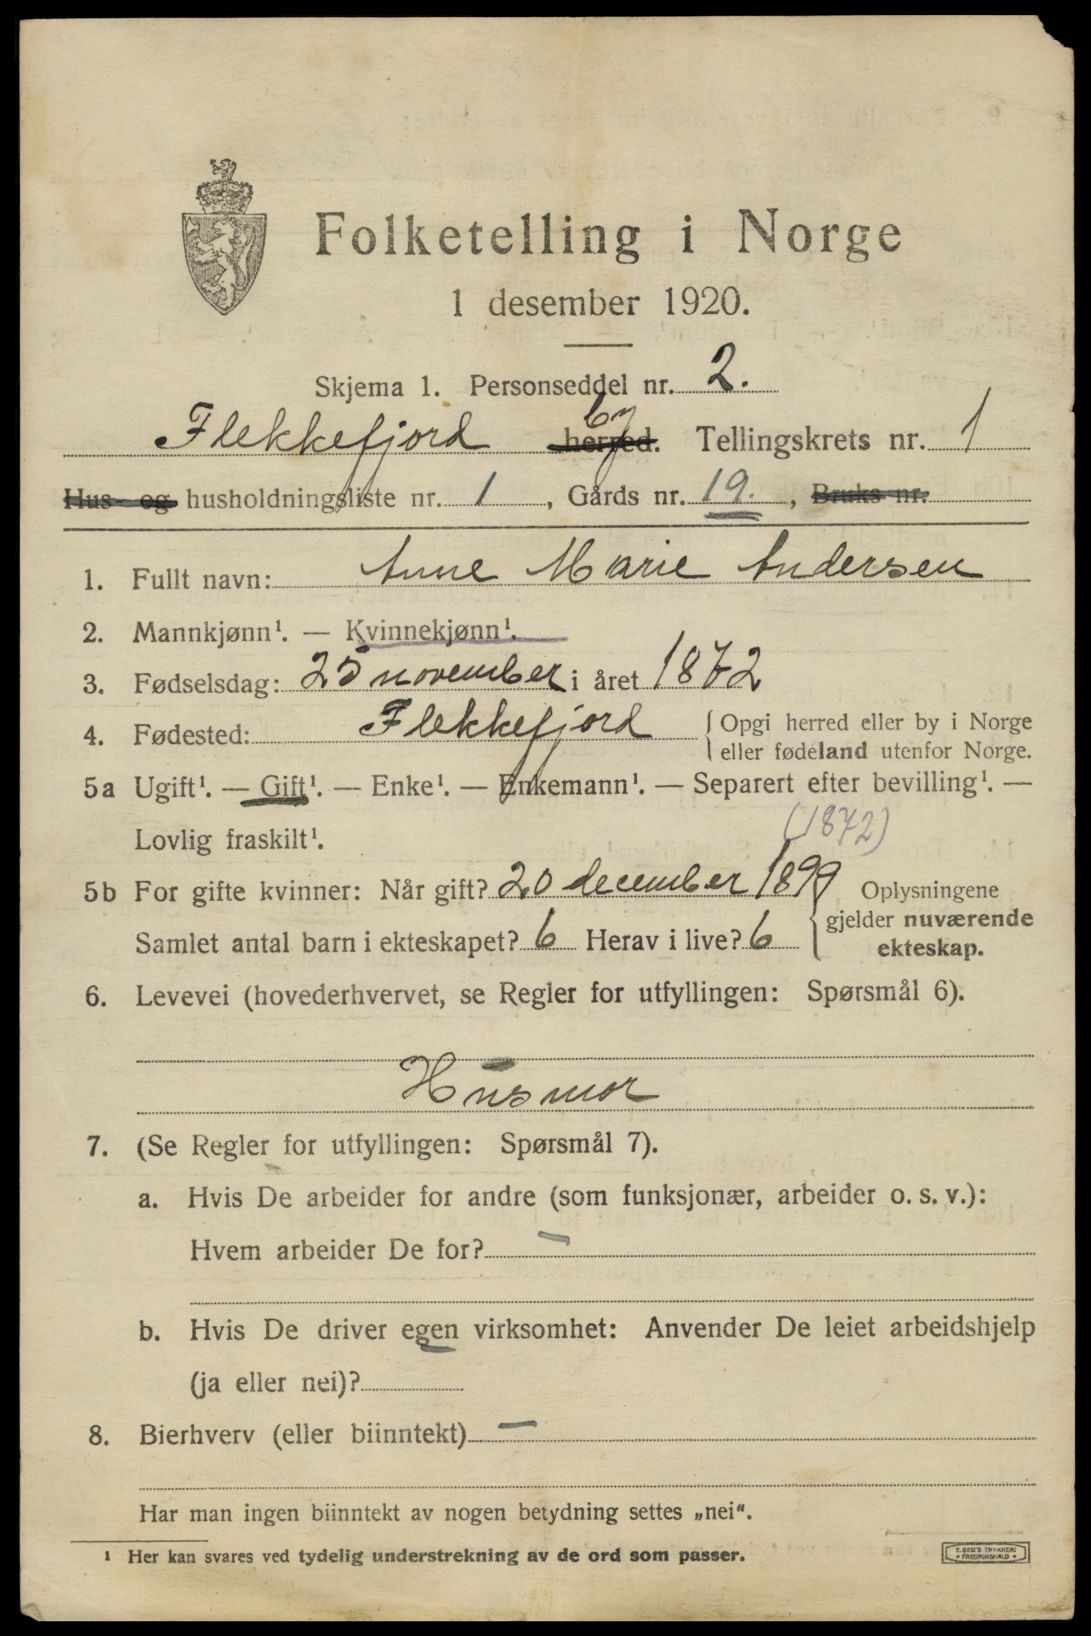 Folketelling i Norge
1 desember 1920.
Skjema 1. Personseddel nr. 2.
Flekkefjord herred. by Tellingskrets nr. 1
Hus- og husholdningsliste nr. 1, Gårds nr. 19., Bruks nr.
1. Fullt navn: Anne Marie Andersen
2. Mannkjønn¹. — Kvinnekjønn¹.
3. Fødselsdag: 25 november i året 1872
4. Fødested: Flekkefjord { Opgi herred eller by i Norge
eller fødeland utenfor Norge.
5a Ugift¹. — Gift¹. — Enke¹. — Enkemann¹. — Separert efter bevilling¹. —
Lovlig fraskilt¹. (1872)
5b For gifte kvinner: Når gift? 20 december 1899 { Oplysningene
gjelder nuværende
Samlet antal barn i ekteskapet? 6 Herav i live? 6 ekteskap.
6. Levevei (hovederhvervet, se Regler for utfyllingen: Spørsmål 6).
Husmor
7. (Se Regler for utfyllingen: Spørsmål 7).
a. Hvis De arbeider for andre (som funksjonær, arbeider o. s. v.):
Hvem arbeider De for? —
b. Hvis De driver egen virksomhet: Anvender De leiet arbeidshjelp
(ja eller nei)? —
8. Bierhverv (eller biinntekt) —
Har man ingen biinntekt av nogen betydning settes „nei“.
¹ Her kan svares ved tydelig understrekning av de ord som passer.
E. SEM'S TRYKKERI
FREDRIKSHALD